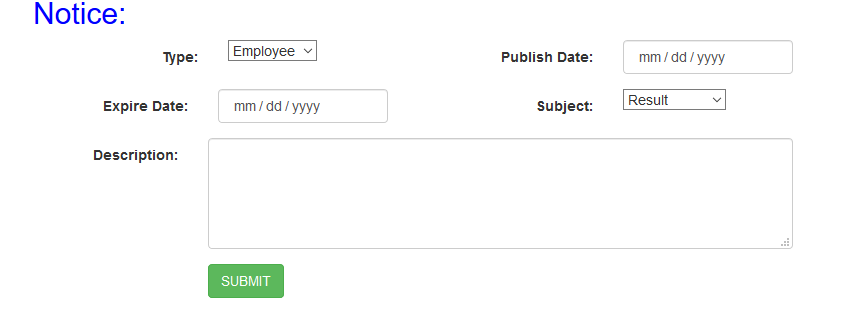 Notice:
Type: Employee Publish Date: mm / dd / yyyy
Expire Date: mm / dd / yyyy Subject: Result
Description:
SUBMIT